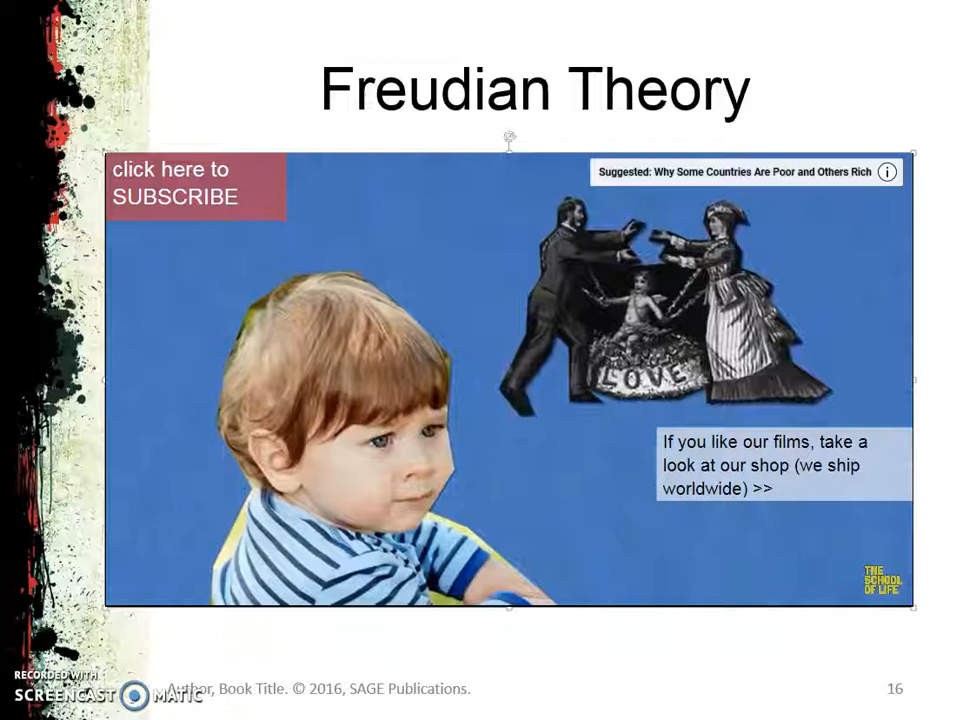 Freudian Theory
click here to
SUBSCRIBE
Suggested: Why Some Countries Are Poor and Others Rich
LOVE
If you like our films, take a
look at our shop (we ship
worldwide) >>
THE
SCHOOL
OF LIFE
RECORDED WITH
SCREENCAST MATIC
Author, Book Title. © 2016, SAGE Publications.
16